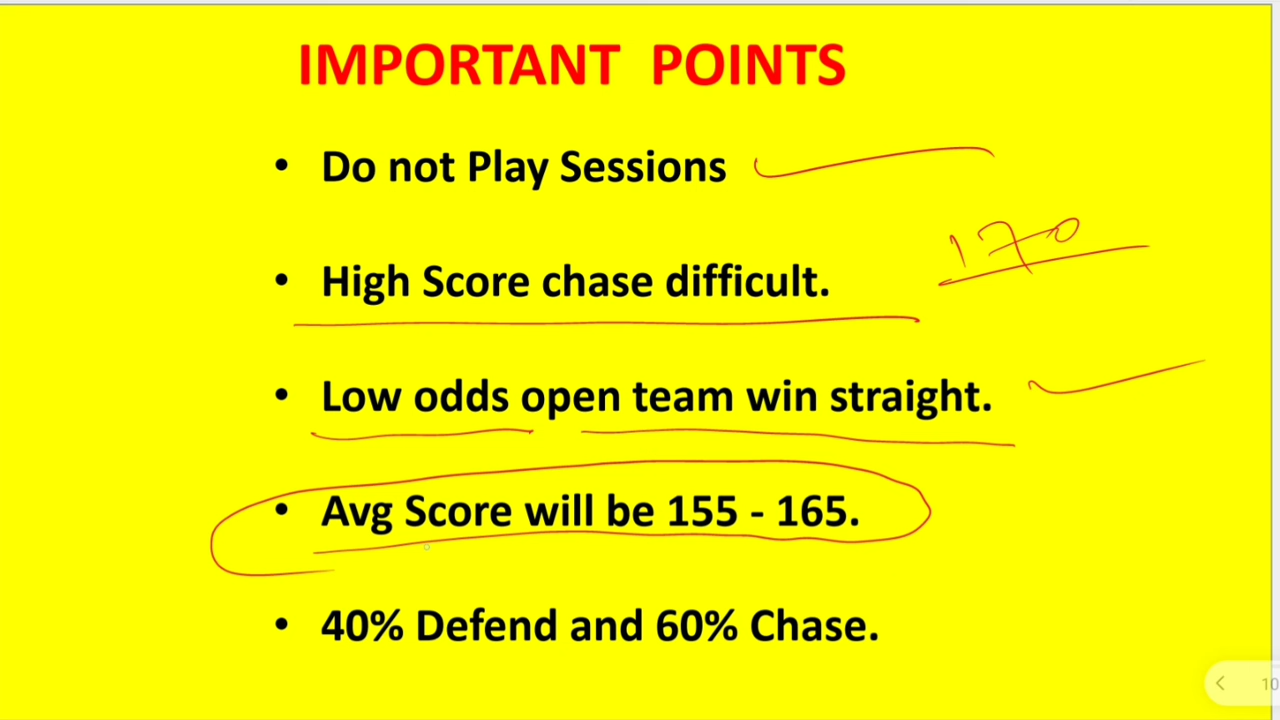 IMPORTANT POINTS
• Do not Play Sessions
170
• High Score chase difficult.
• Low odds open team win straight.
• Avg Score will be 155 - 165.
• 40% Defend and 60% Chase.
10